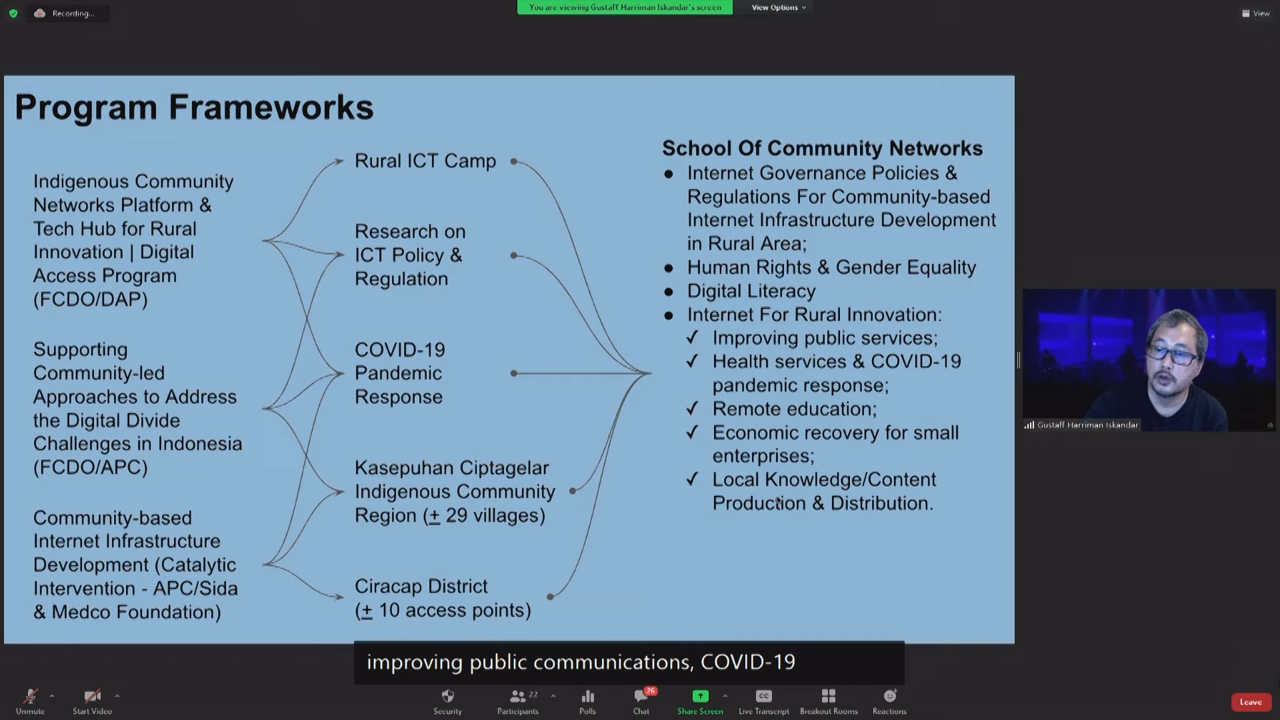 Recording...
You are viewing Gustaff Harriman Iskandar's screen
View Options
View
Program Frameworks
Indigenous Community
Networks Platform &
Tech Hub for Rural
Innovation | Digital
Access Program
(FCDO/DAP)
Supporting
Community-led
Approaches to Address
the Digital Divide
Challenges in Indonesia
(FCDO/APC)
Community-based
Internet Infrastructure
Development (Catalytic
Intervention - APC/Sida
& Medco Foundation)
Rural ICT Camp
Research on
ICT Policy &
Regulation
COVID-19
Pandemic
Response
Kasepuhan Ciptagelar
Indigenous Community
Region (± 29 villages)
Ciracap District
(± 10 access points)
School Of Community Networks
● Internet Governance Policies &
Regulations For Community-based
Internet Infrastructure Development
in Rural Area;
● Human Rights & Gender Equality
● Digital Literacy
● Internet For Rural Innovation:
✓ Improving public services;
✓ Health services & COVID-19
pandemic response;
✓ Remote education;
✓ Economic recovery for small
enterprises;
✓ Local Knowledge/Content
Production & Distribution.
Gustaff Harriman Iskandar
improving public communications, COVID-19
Unmute
Start Video
Security
Participants
22
Polls
Chat
76
Share Screen
CC
Live Transcript
Breakout Rooms
Reactions
Leave